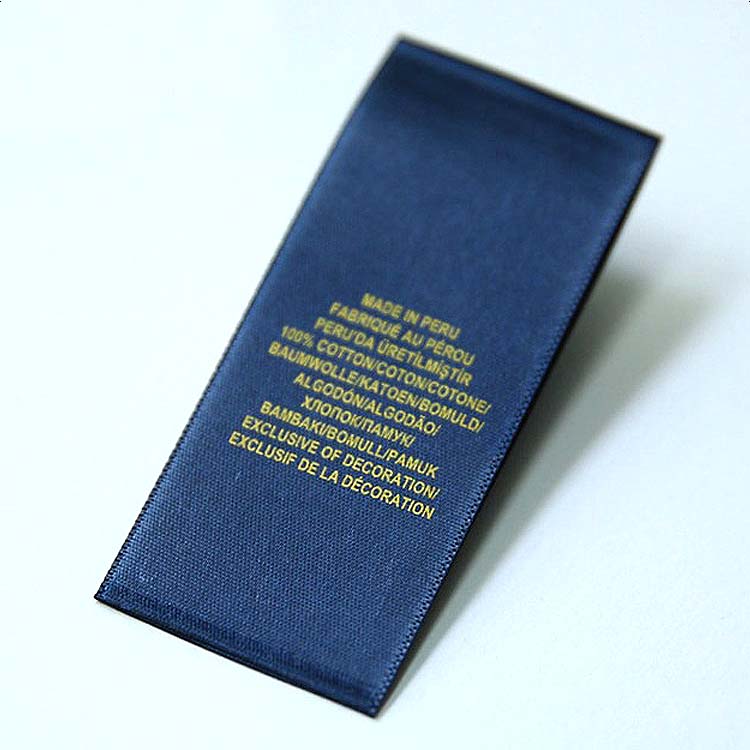 MADE IN PERU
FABRIQUÉ AU PÉROU
PERU'DA ÜRETİLMİŞTİR
100% COTTON/COTON/COTONE/
BAUMWOLLE/KATOEN/BOMULD/
ALGODÓN/ALGODÃO/
ХЛОПОК/ПАМУК/
BAMBAKI/BOMULL/PAMUK
EXCLUSIVE OF DECORATION/
EXCLUSIF DE LA DÉCORATION